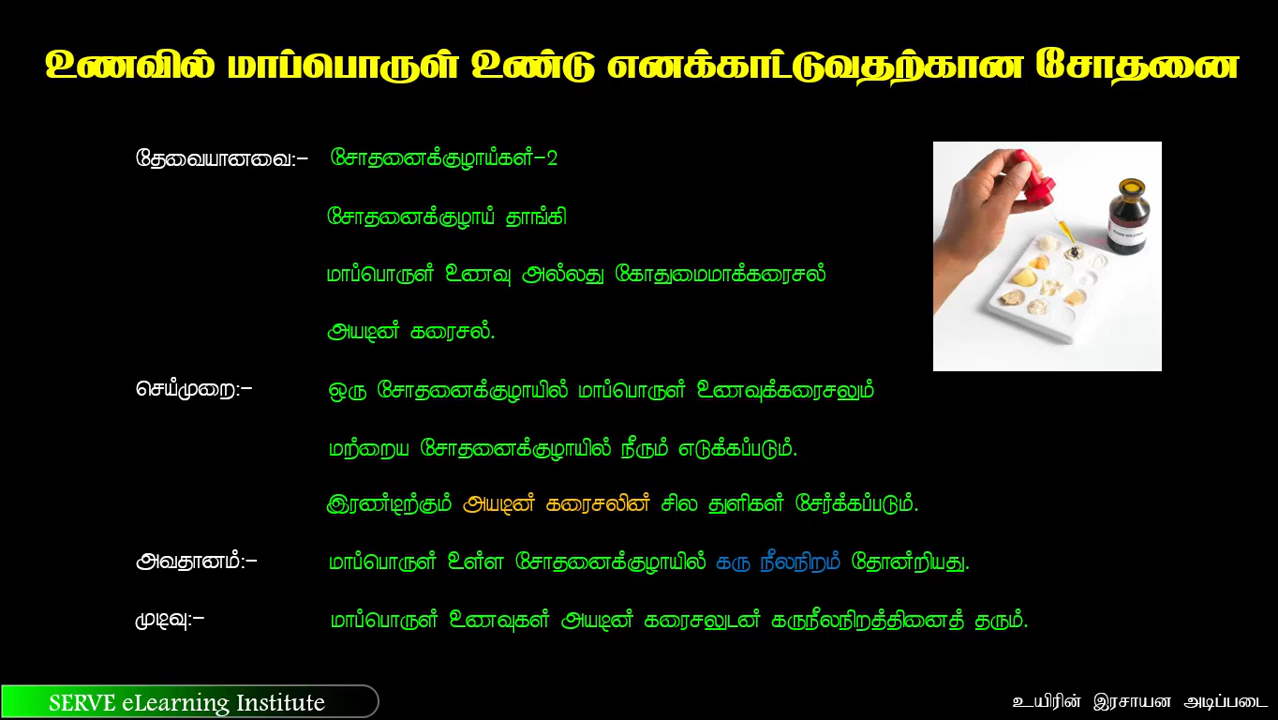 உணவில் மாப்பொருள் உண்டு எனக்காட்டுவதற்கான சோதனை
தேவையானவை:- சோதனைக்குழாய்கள்-2
சோதனைக்குழாய் தாங்கி
மாப்பொருள் உணவு அல்லது கோதுமைமாக்கரைசல்
அயடீன் கரைசல்.
செய்முறை:- ஒரு சோதனைக்குழாயில் மாப்பொருள் உணவுக்கரைசலும்
மற்றைய சோதனைக்குழாயில் நீரும் எடுக்கப்படும்.
இரண்டிற்கும் அயடீன் கரைசலின் சில துளிகள் சேர்க்கப்படும்.
அவதானம்:- மாப்பொருள் உள்ள சோதனைக்குழாயில் கரு நீலநிறம் தோன்றியது.
முடிவு:- மாப்பொருள் உணவுகள் அயடீன் கரைசலுடன் கருநீலநிறத்தினைத் தரும்.
SERVE eLearning Institute
உயிரின் இரசாயன அடிப்படை